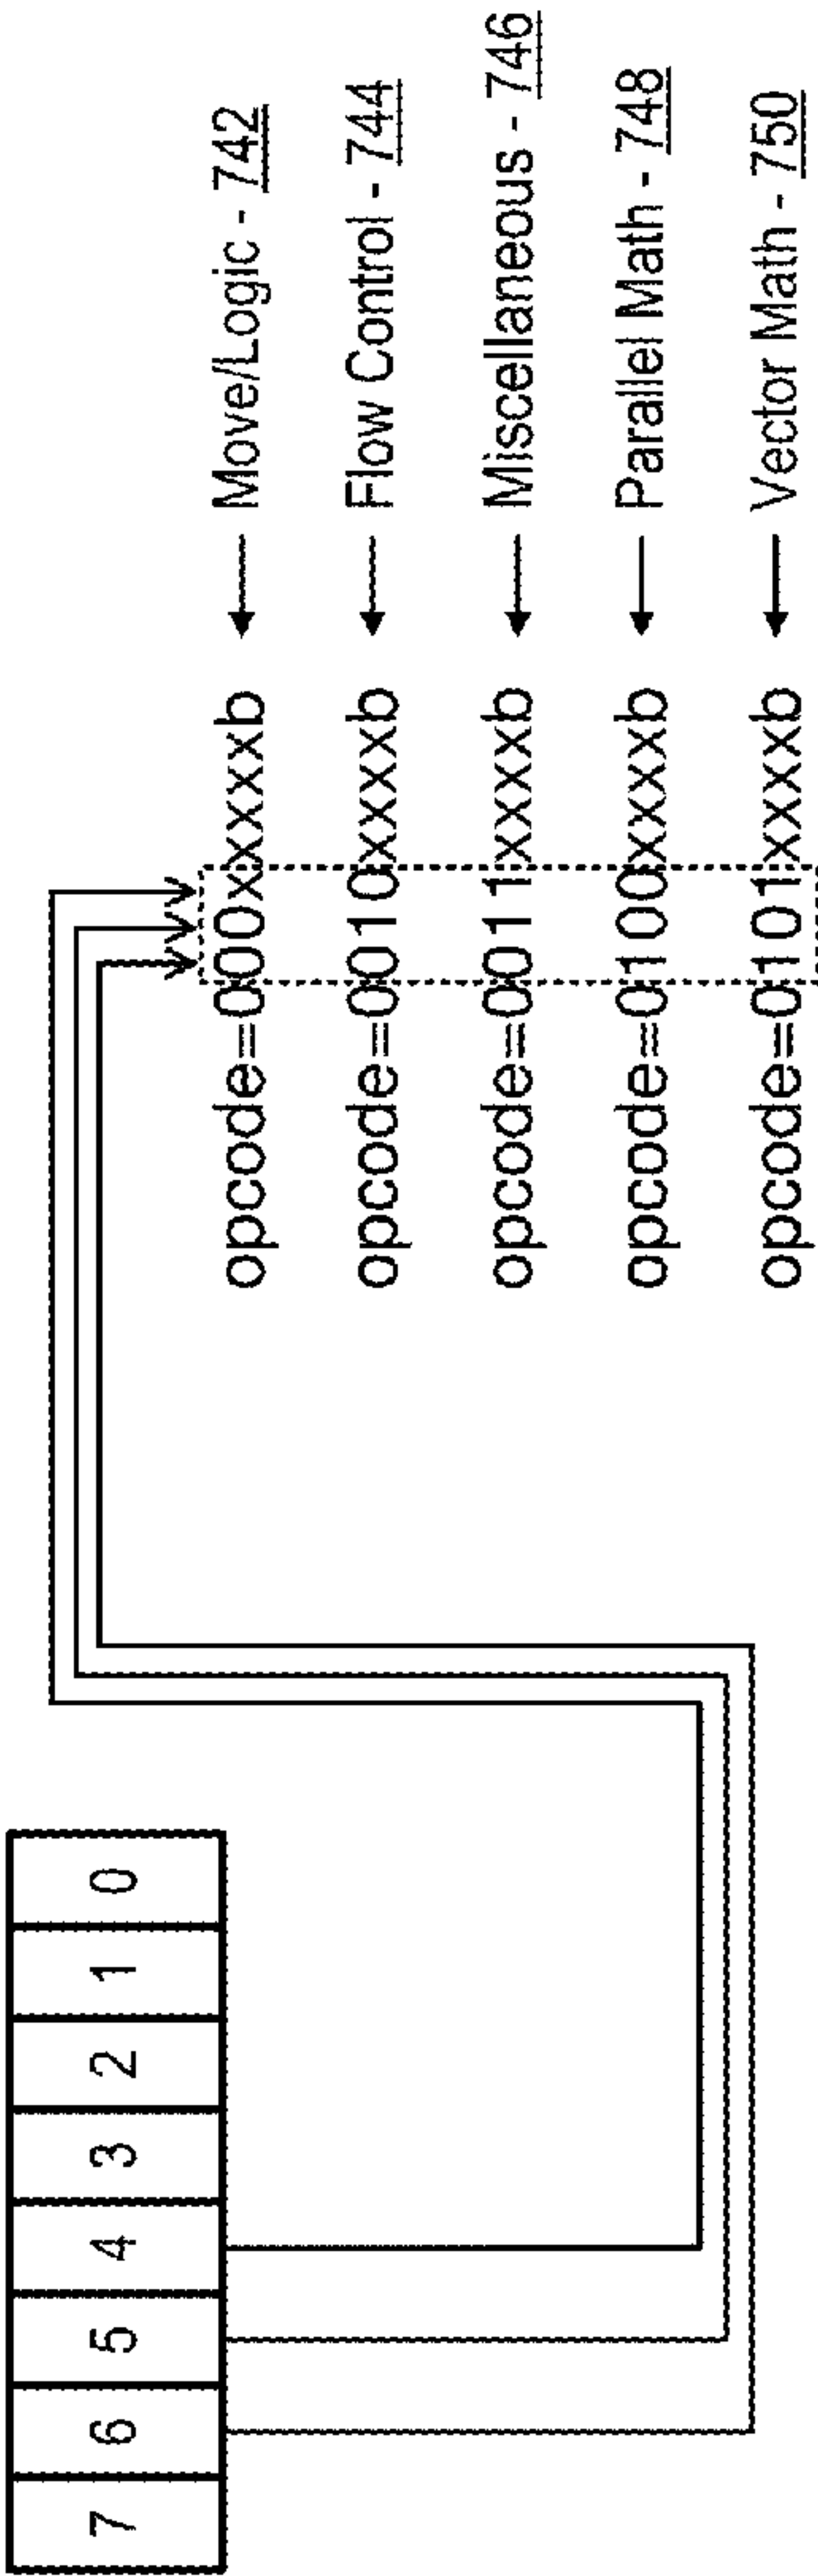 7 6 5 4 3 2 1 0
opcode=000xxxxxb ← Move/Logic - 742
opcode=0010xxxxb ← Flow Control - 744
opcode=0011xxxxb ← Miscellaneous - 746
opcode=0100xxxxb ← Parallel Math - 748
opcode=0101xxxxb ← Vector Math - 750